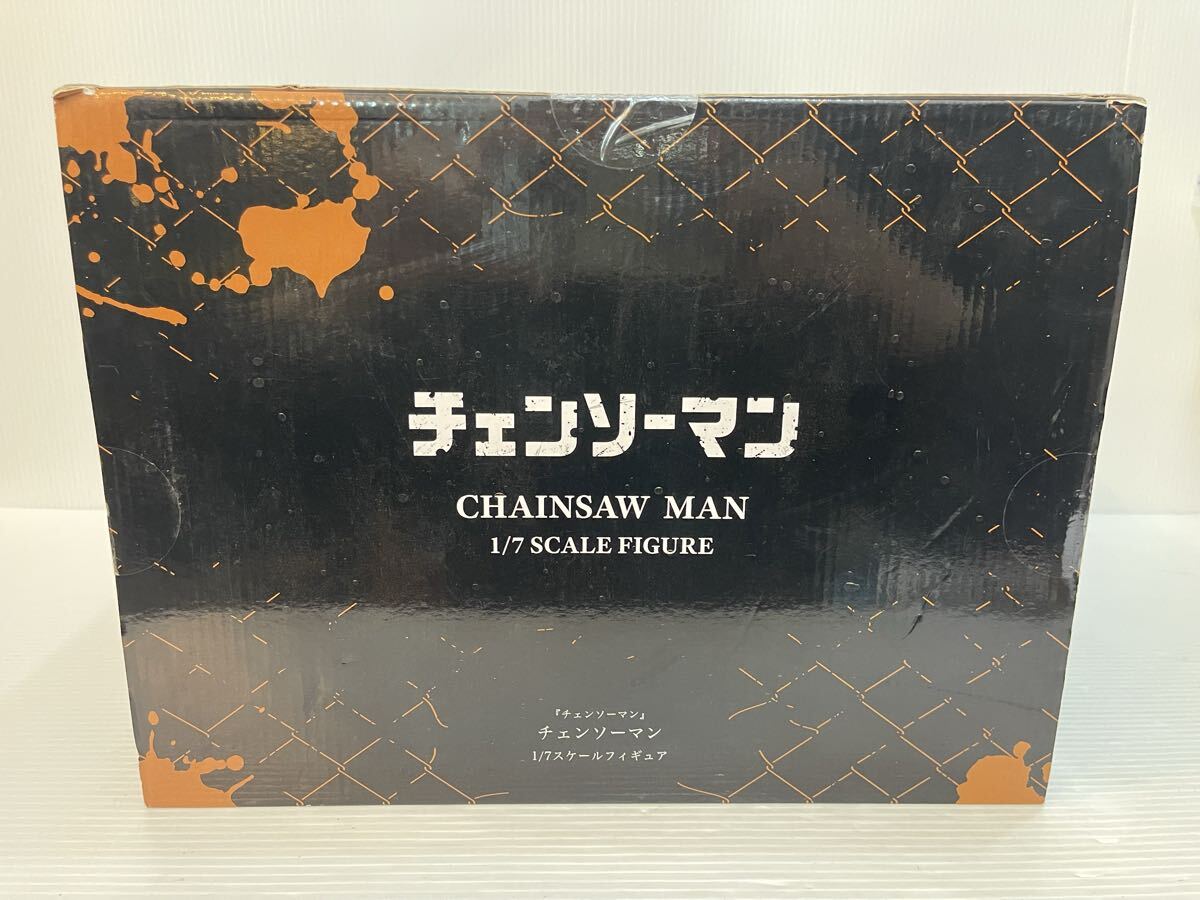 チェンソーマン
CHAINSAW MAN
1/7 SCALE FIGURE
『チェンソーマン』
チェンソーマン
1/7スケールフィギュア